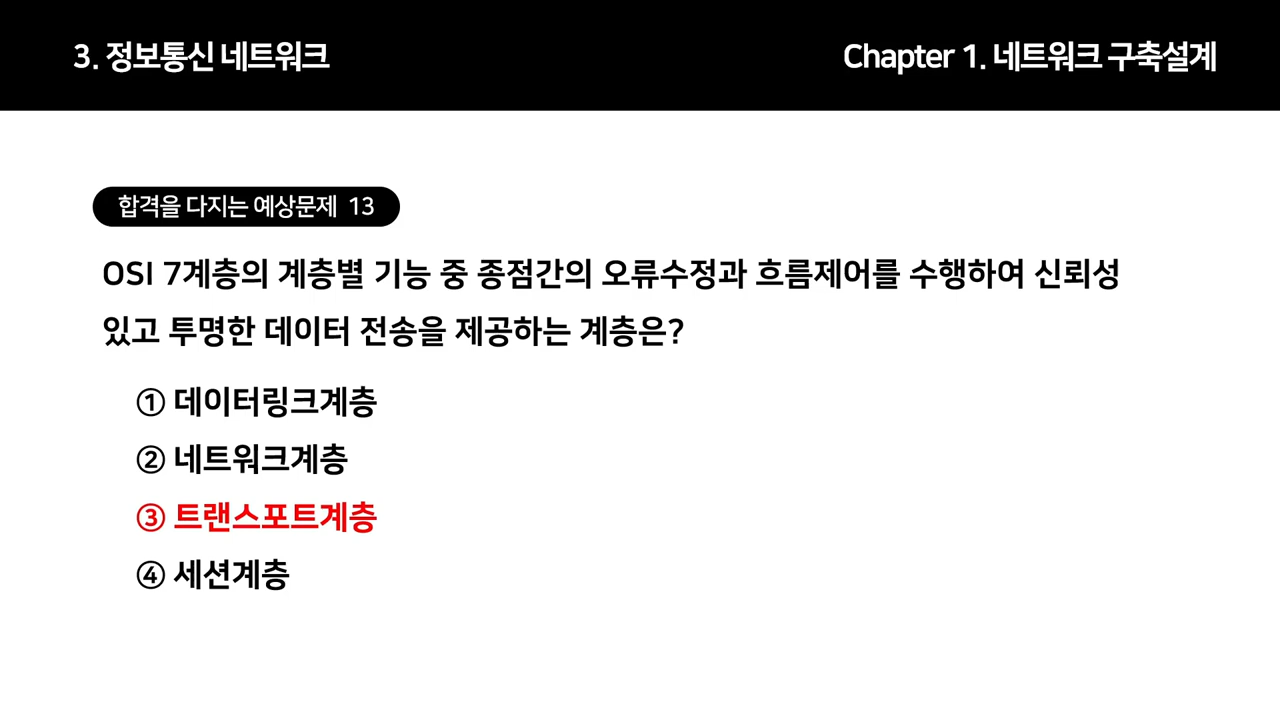 3. 정보통신 네트워크
Chapter 1. 네트워크 구축설계
합격을 다지는 예상문제 13
OSI 7계층의 계층별 기능 중 종점간의 오류수정과 흐름제어를 수행하여 신뢰성
있고 투명한 데이터 전송을 제공하는 계층은?
① 데이터링크계층
② 네트워크계층
③ 트랜스포트계층
④ 세션계층